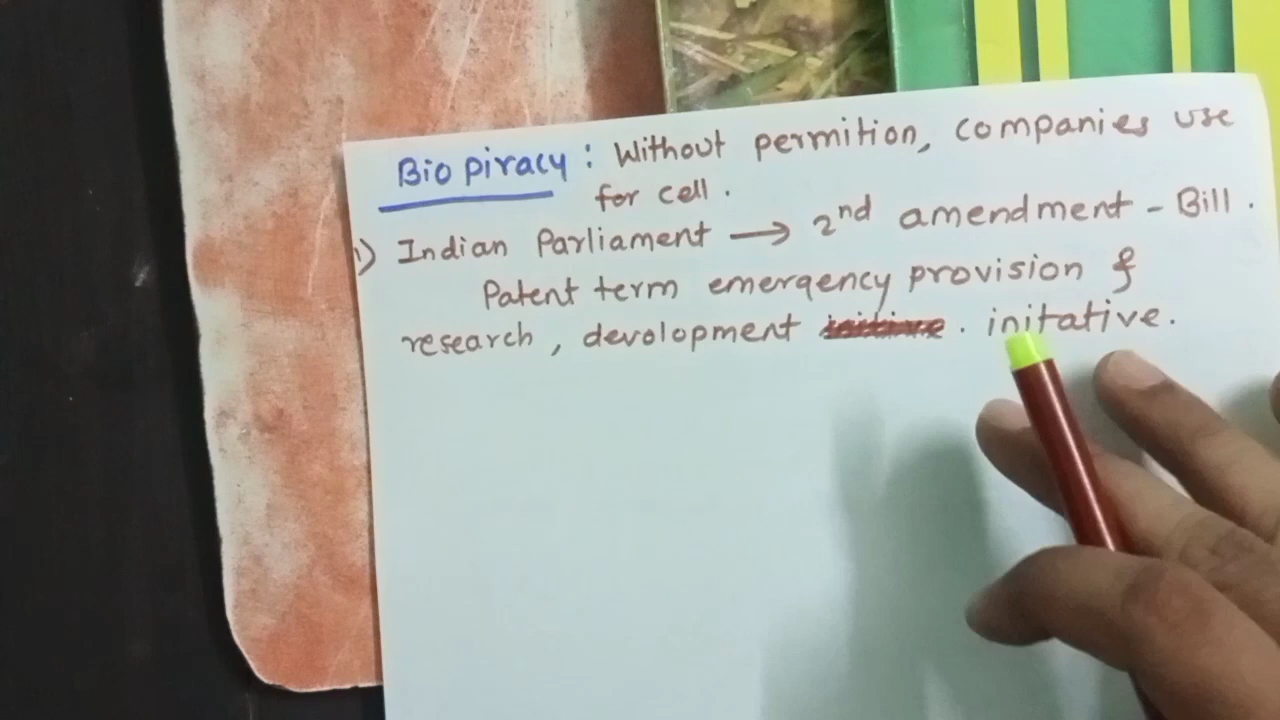 Bio piracy : Without permition, companies use
for cell.
1) Indian Parliament → 2nd amendment - Bill.
Patent term emergency provision &
research, devolopment initive. initative.